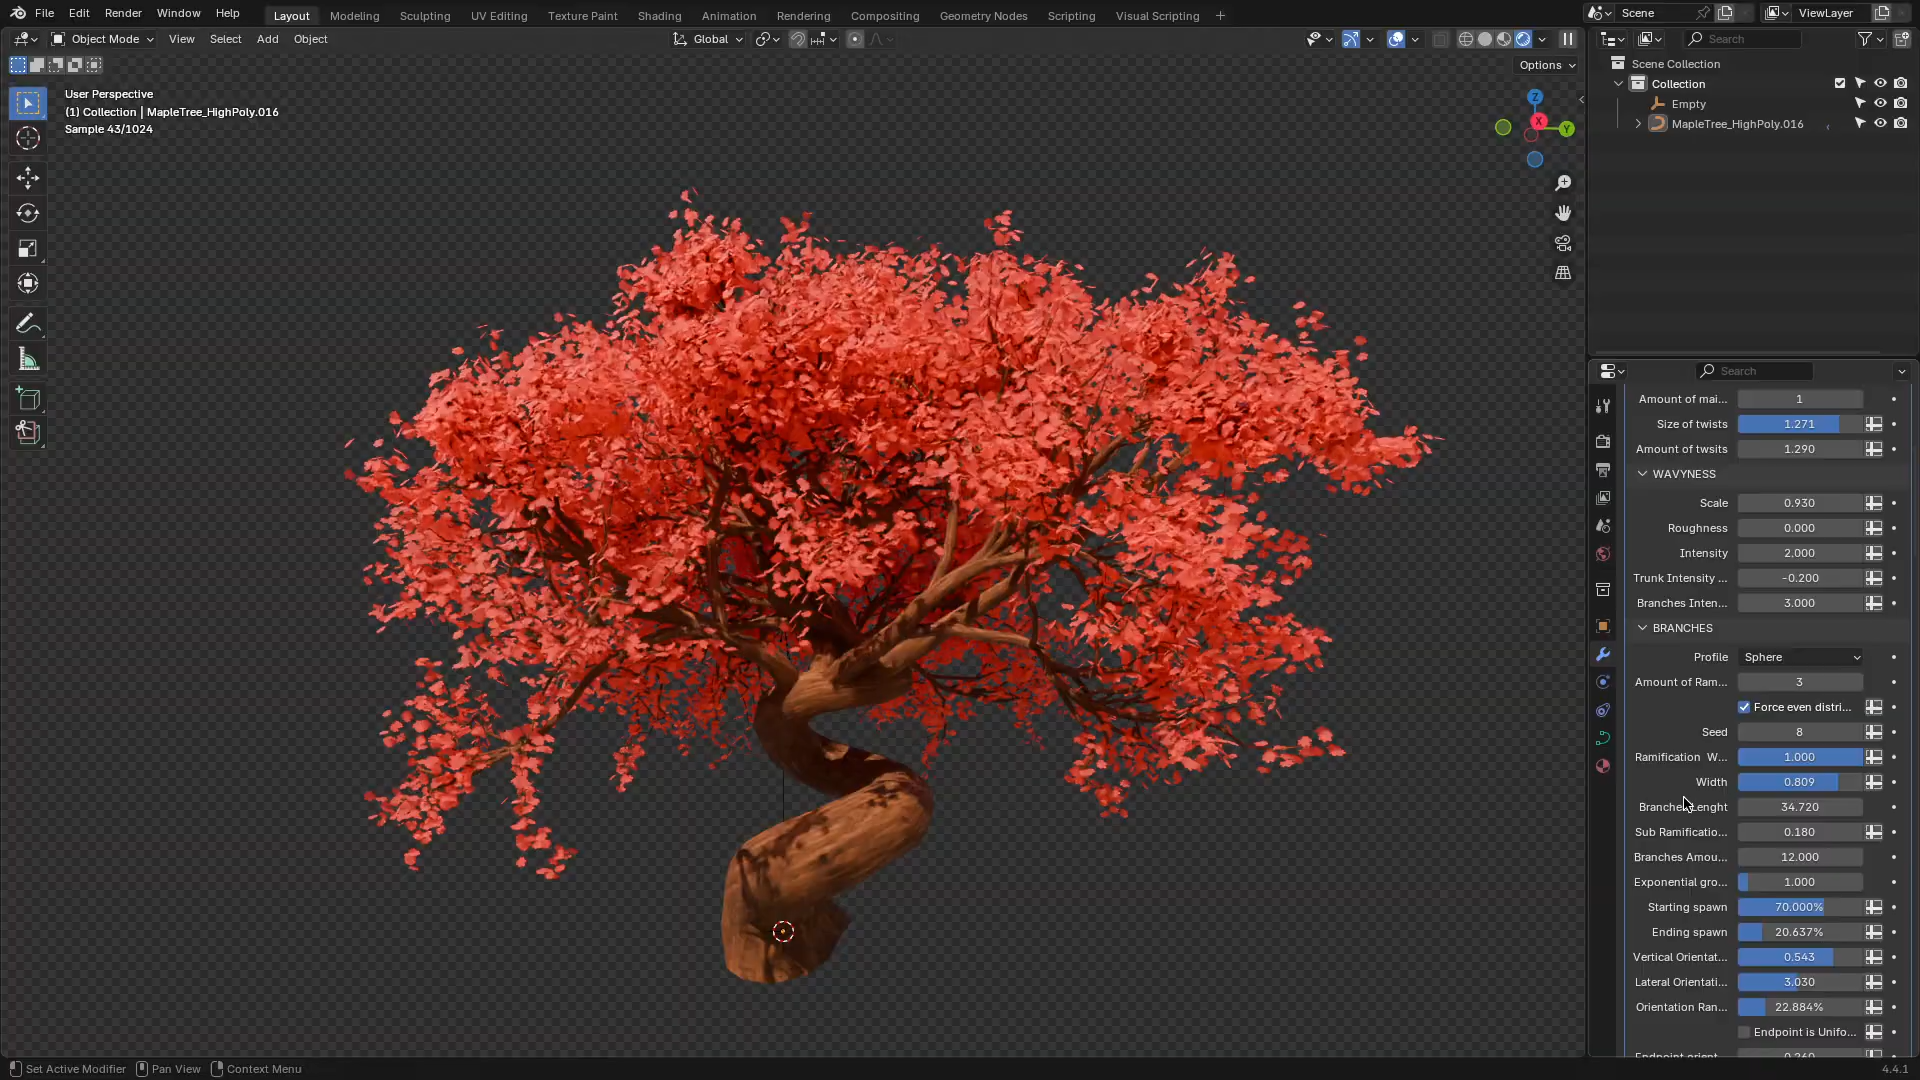 File Edit Render Window Help Layout Modeling Sculpting UV Editing Texture Paint Shading Animation Rendering Compositing Geometry Nodes Scripting Visual Scripting + Scene ViewLayer
Object Mode View Select Add Object Global Search
Options
User Perspective
(1) Collection | MapleTree_HighPoly.016
Sample 43/1024
Z
X
Y
Scene Collection
Collection
Empty
MapleTree_HighPoly.016
Search
Amount of mai... 1
Size of twists 1.271
Amount of twsits 1.290
WAVYNESS
Scale 0.930
Roughness 0.000
Intensity 2.000
Trunk Intensity ... -0.200
Branches Inten... 3.000
BRANCHES
Profile Sphere
Amount of Ram... 3
Force even distri...
Seed 8
Ramification W... 1.000
Width 0.809
Lenght 34.720
Sub Ramificatio... 0.180
Branches Amou... 12.000
Exponential gro... 1.000
Starting spawn 70.000%
Ending spawn 20.637%
Vertical Orientat... 0.543
Lateral Orientati... 3.030
Orientation Ran... 22.884%
Endpoint is Unifo...
Set Active Modifier Pan View Context Menu 4.4.1